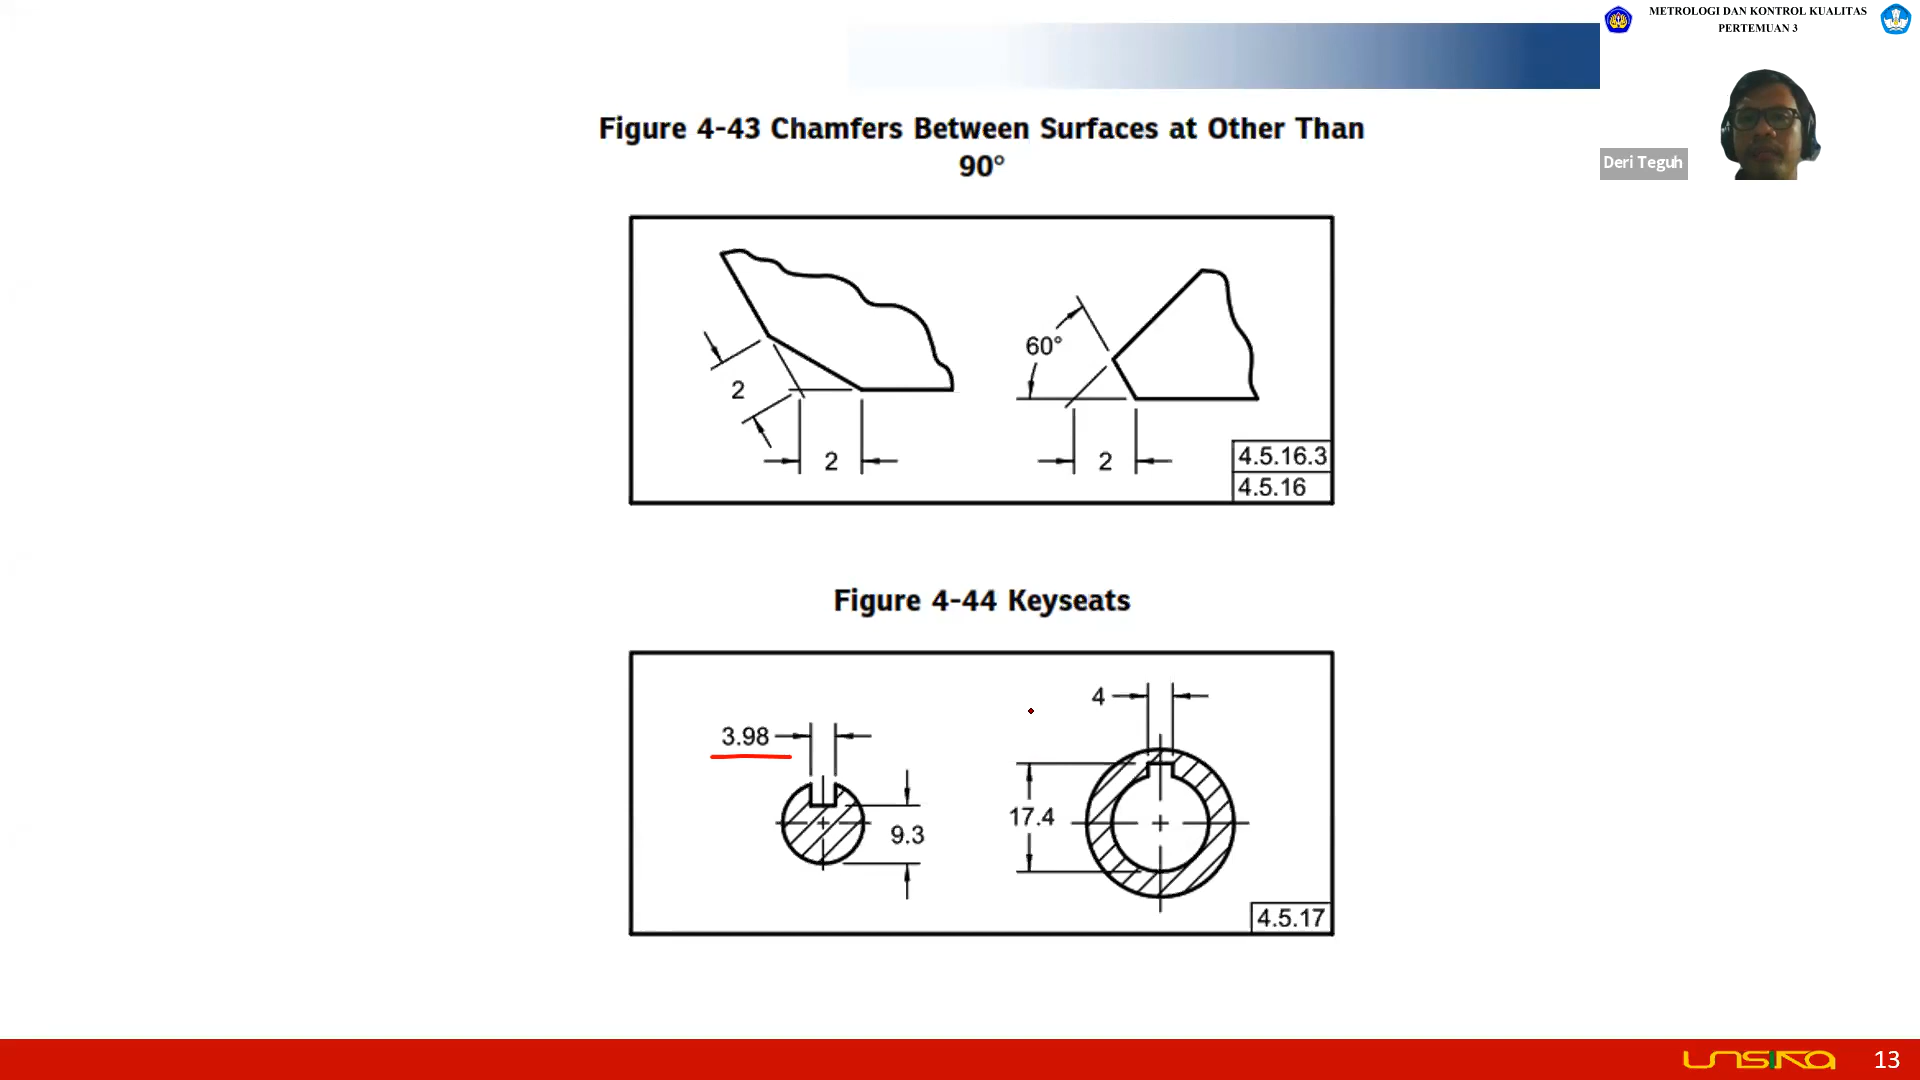 METROLOGI DAN KONTROL KUALITAS
PERTEMUAN 3
Deri Teguh
Figure 4-43 Chamfers Between Surfaces at Other Than
90°
2
2
60°
2
4.5.16.3
4.5.16
Figure 4-44 Keyseats
3.98
9.3
4
17.4
4.5.17
UNSIKA
13